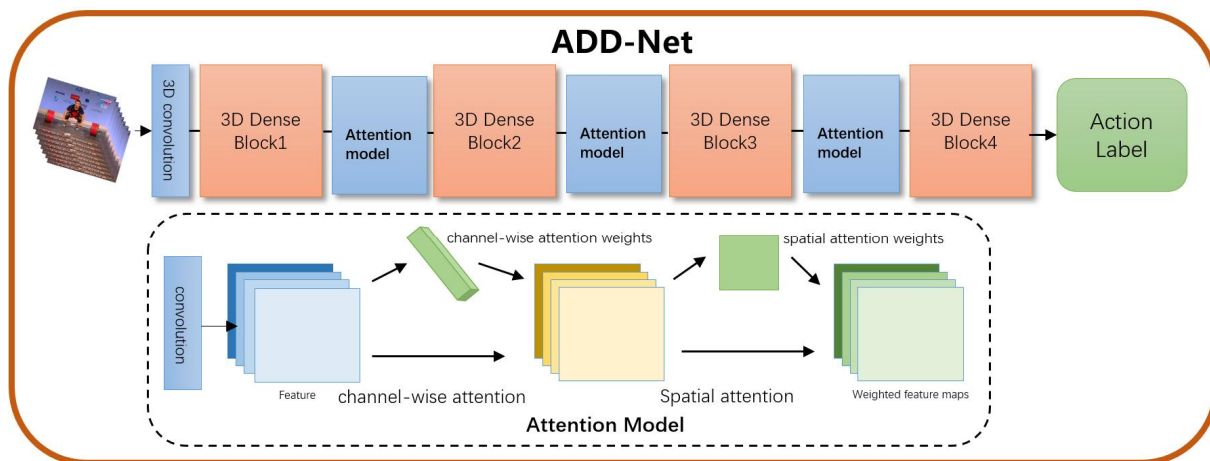 ADD-Net
3D convolution
3D Dense
Block1
Attention
model
3D Dense
Block2
Attention
model
3D Dense
Block3
Attention
model
3D Dense
Block4
Action
Label
channel-wise attention weights
spatial attention weights
convolution
Feature
channel-wise attention
Spatial attention
Weighted feature maps
Attention Model